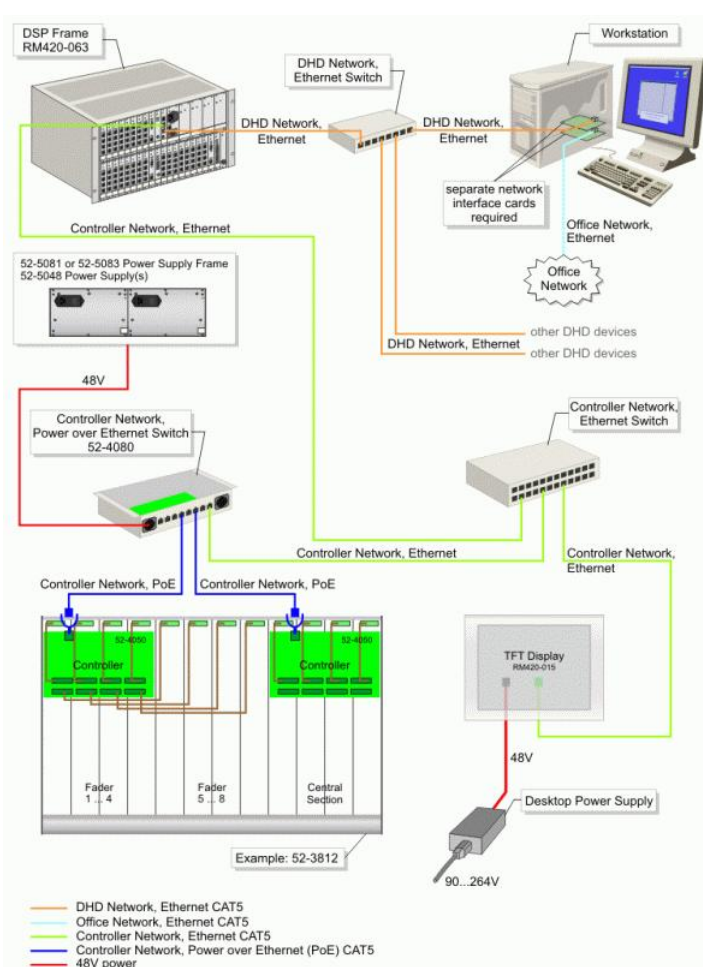 DSP Frame
RM420-063
DHD Network,
Ethernet Switch
Workstation
DHD Network,
Ethernet
DHD Network,
Ethernet
separate network
interface cards
required
Controller Network, Ethernet
Office Network,
Ethernet
52-5081 or 52-5083 Power Supply Frame
52-5048 Power Supply(s)
Office
Network
other DHD devices
DHD Network, Ethernet
other DHD devices
48V
Controller Network,
Power over Ethernet Switch
52-4080
Controller Network,
Ethernet Switch
Controller Network, Ethernet
Controller Network,
Ethernet
Controller Network, PoE
Controller Network, PoE
52-4050
Controller
52-4050
Controller
TFT Display
RM420-015
48V
Fader
1 ... 4
Fader
5 ... 8
Central
Section
Desktop Power Supply
Example: 52-3812
90...264V
DHD Network, Ethernet CAT5
Office Network, Ethernet CAT5
Controller Network, Ethernet CAT5
Controller Network, Power over Ethernet (PoE) CAT5
48V power